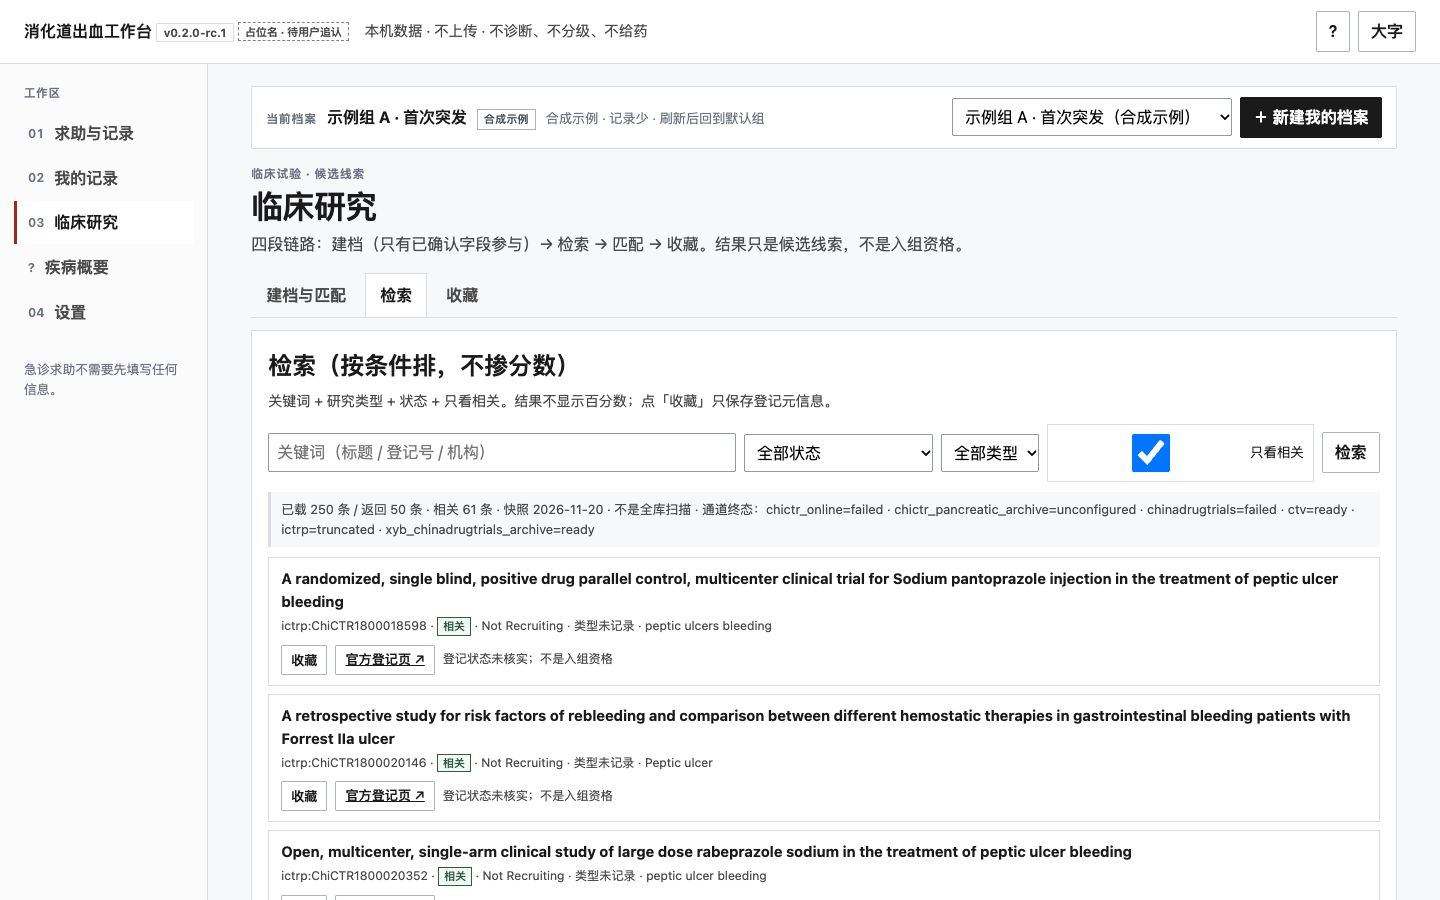 消化道出血工作台 v0.2.0-rc.1 占位名 · 待用户追认 本机数据 · 不上传 · 不诊断、不分级、不给药 ? 大字
工作区
01 求助与记录
02 我的记录
03 临床研究
? 疾病概要
04 设置
急诊求助不需要先填写任何
信息。
当前档案 示例组 A · 首次突发 合成示例 合成示例 · 记录少 · 刷新后回到默认组 示例组 A · 首次突发（合成示例） ＋ 新建我的档案
临床试验 · 候选线索
临床研究
四段链路：建档（只有已确认字段参与）→ 检索 → 匹配 → 收藏。结果只是候选线索，不是入组资格。
建档与匹配 检索 收藏
检索（按条件排，不掺分数）
关键词 + 研究类型 + 状态 + 只看相关。结果不显示百分数；点「收藏」只保存登记元信息。
关键词（标题 / 登记号 / 机构） 全部状态 全部类型 只看相关 检索
已载 250 条 / 返回 50 条 · 相关 61 条 · 快照 2026-11-20 · 不是全库扫描 · 通道终态：chictr_online=failed · chictr_pancreatic_archive=unconfigured · chinadrugtrials=failed · ctv=ready ·
ictrp=truncated · xyb_chinadrugtrials_archive=ready
A randomized, single blind, positive drug parallel control, multicenter clinical trial for Sodium pantoprazole injection in the treatment of peptic ulcer
bleeding
ictrp:ChiCTR1800018598 · 相关 · Not Recruiting · 类型未记录 · peptic ulcers bleeding
收藏 官方登记页 ↗ 登记状态未核实；不是入组资格
A retrospective study for risk factors of rebleeding and comparison between different hemostatic therapies in gastrointestinal bleeding patients with
Forrest IIa ulcer
ictrp:ChiCTR1800020146 · 相关 · Not Recruiting · 类型未记录 · Peptic ulcer
收藏 官方登记页 ↗ 登记状态未核实；不是入组资格
Open, multicenter, single-arm clinical study of large dose rabeprazole sodium in the treatment of peptic ulcer bleeding
ictrp:ChiCTR1800020352 · 相关 · Not Recruiting · 类型未记录 · peptic ulcer bleeding